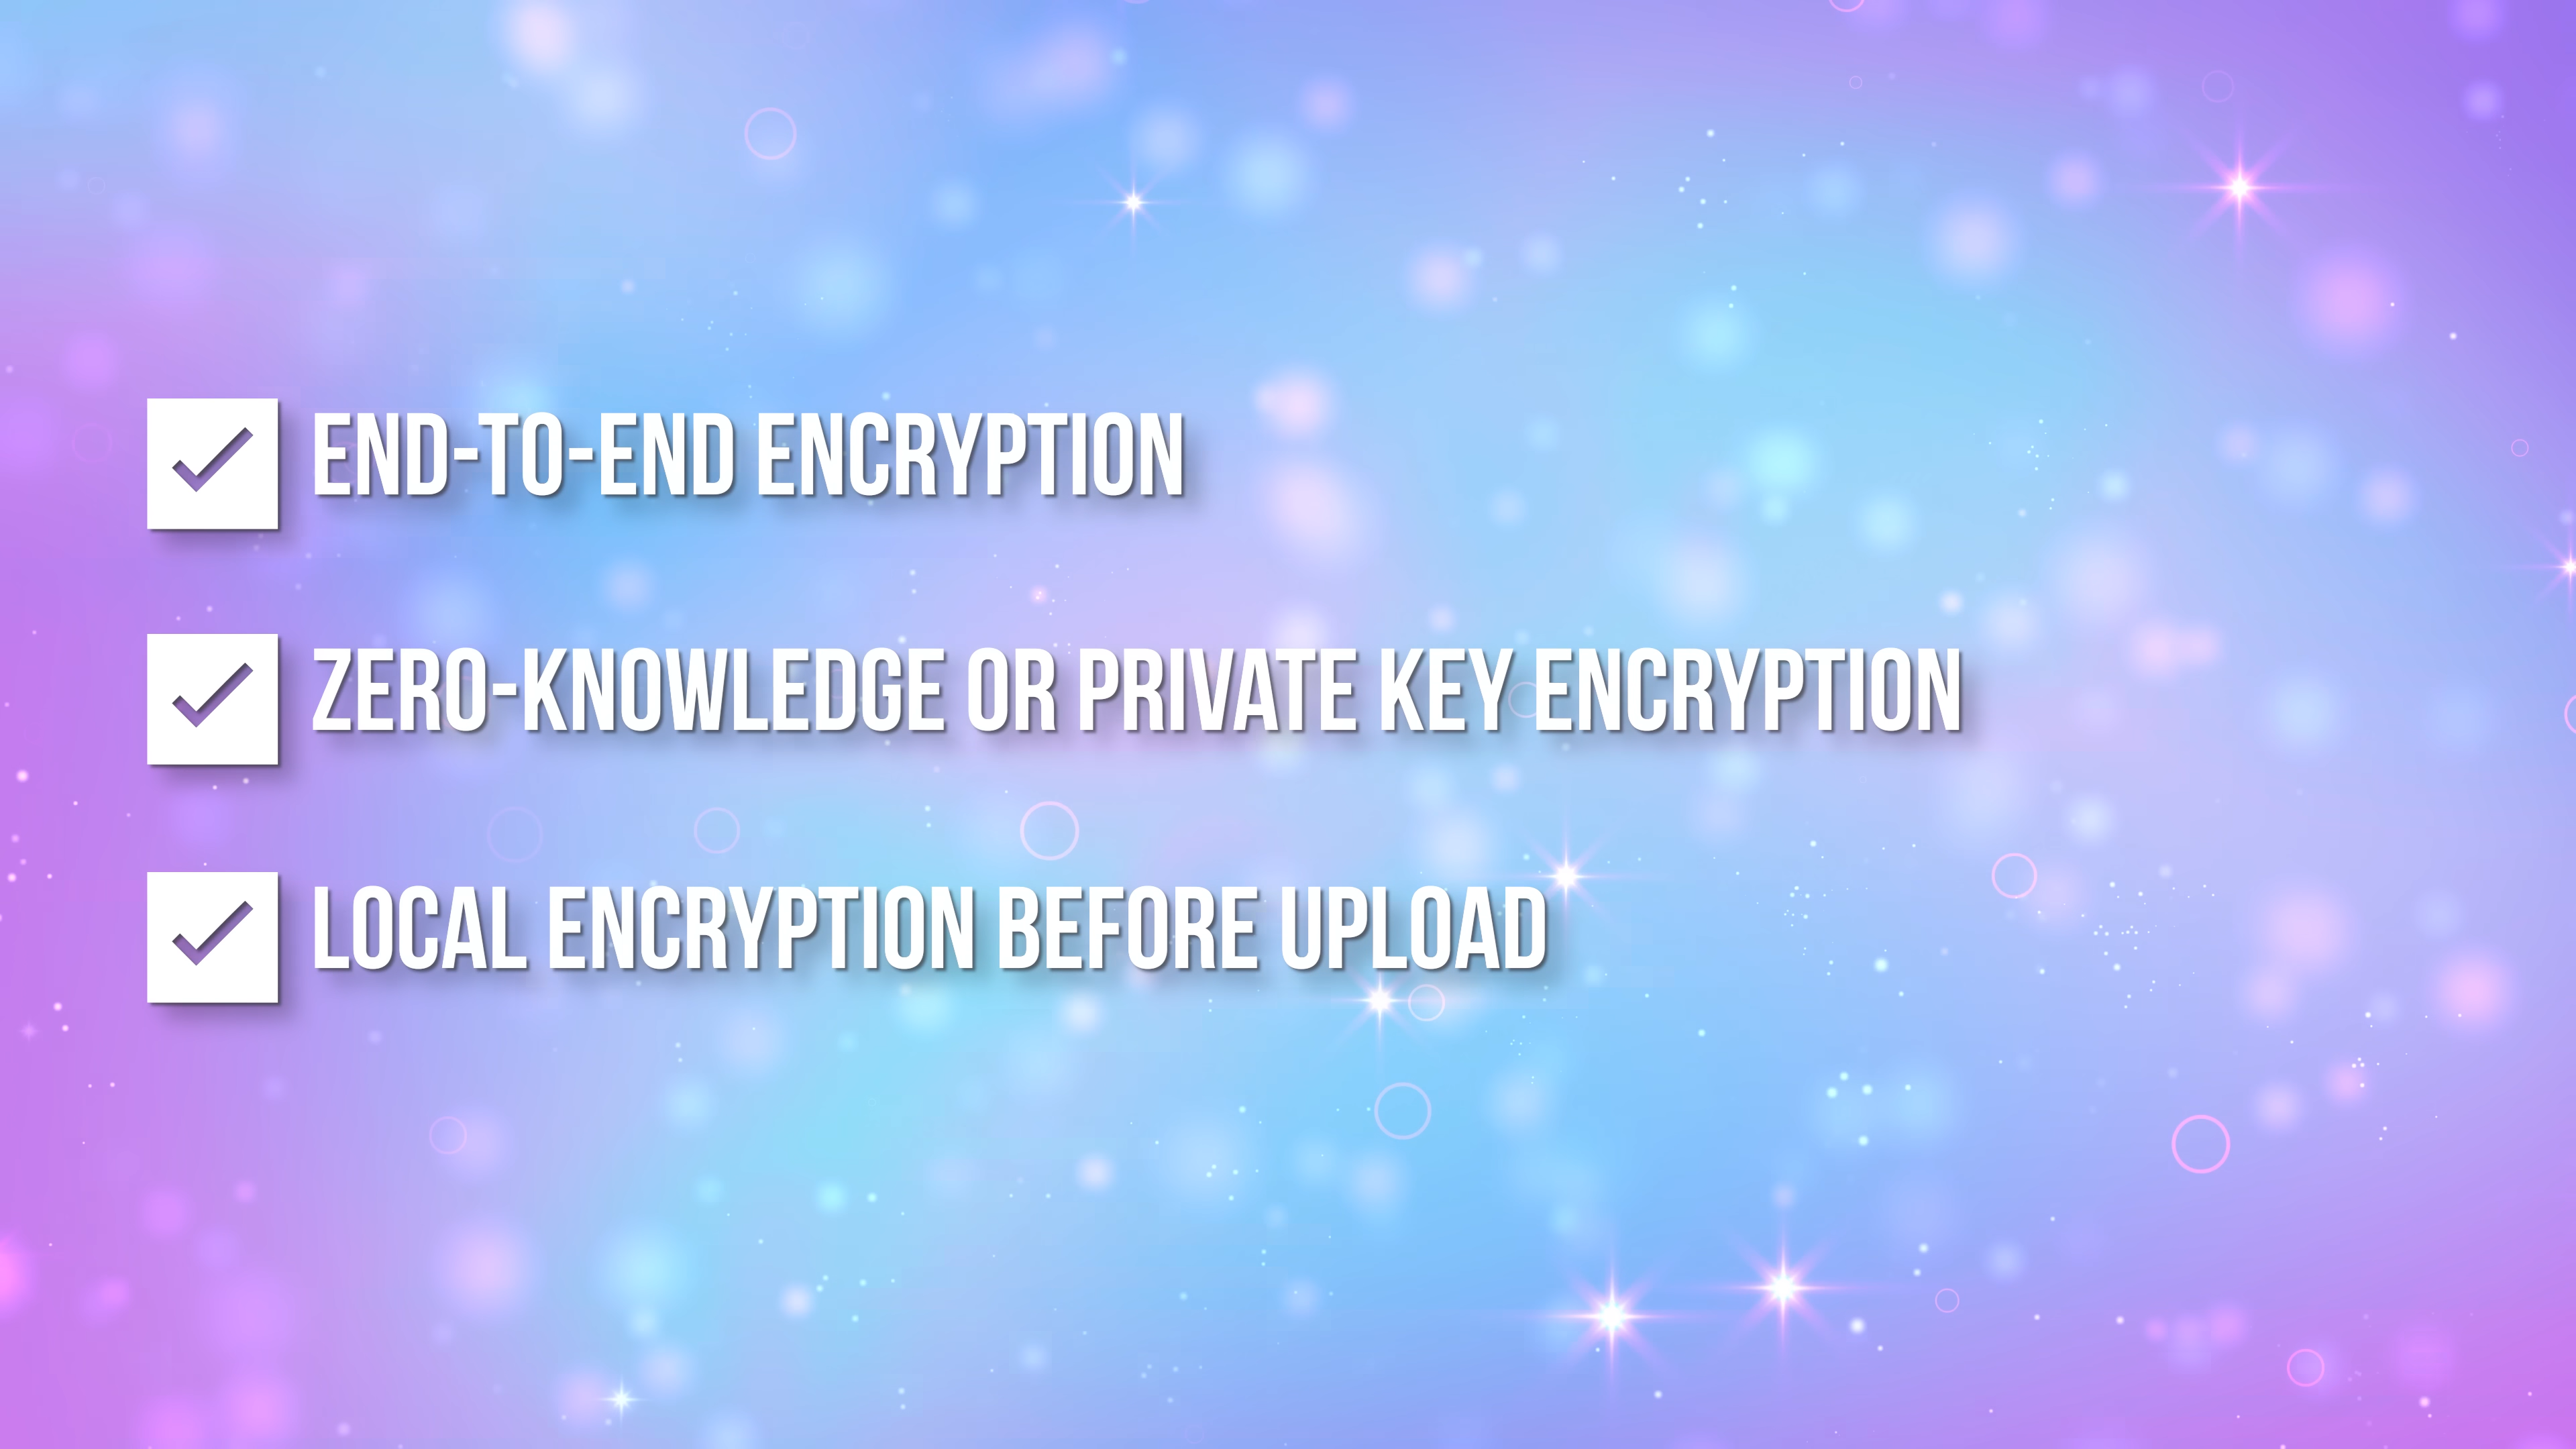 END-TO-END ENCRYPTION
ZERO-KNOWLEDGE OR PRIVATE KEY ENCRYPTION
LOCAL ENCRYPTION BEFORE UPLOAD